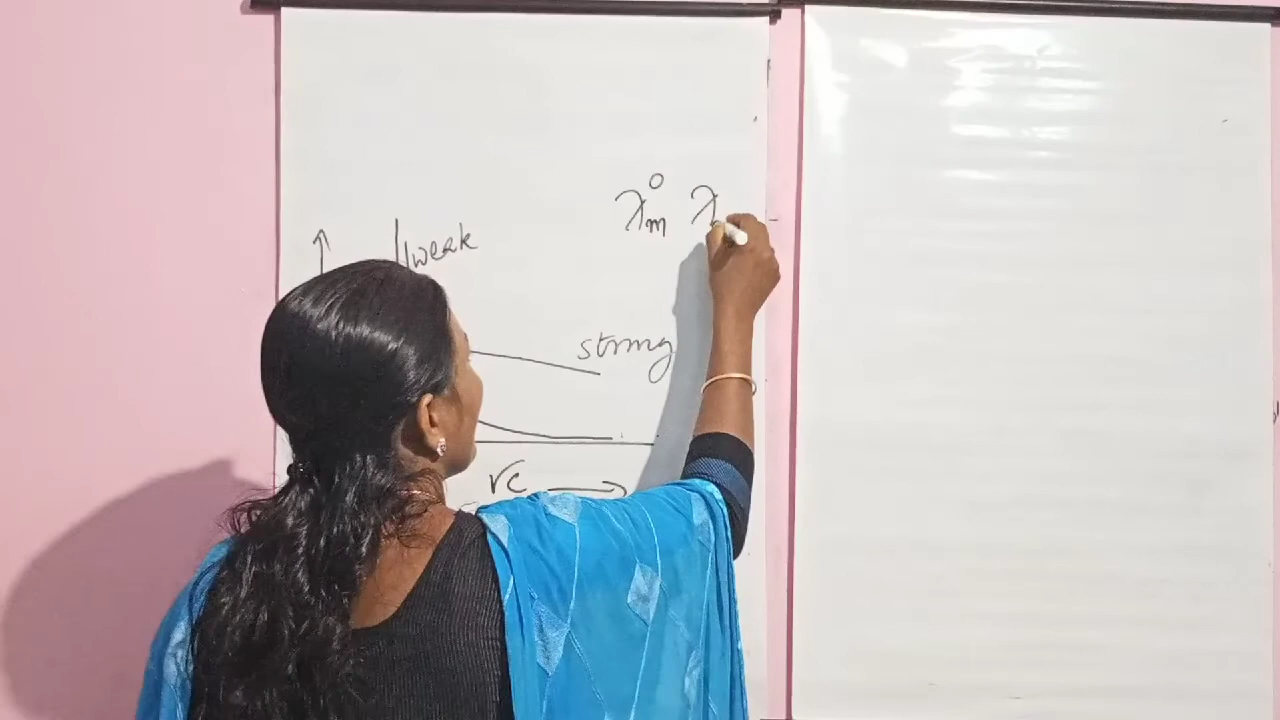 λ°m λ
weak
strong
√c →